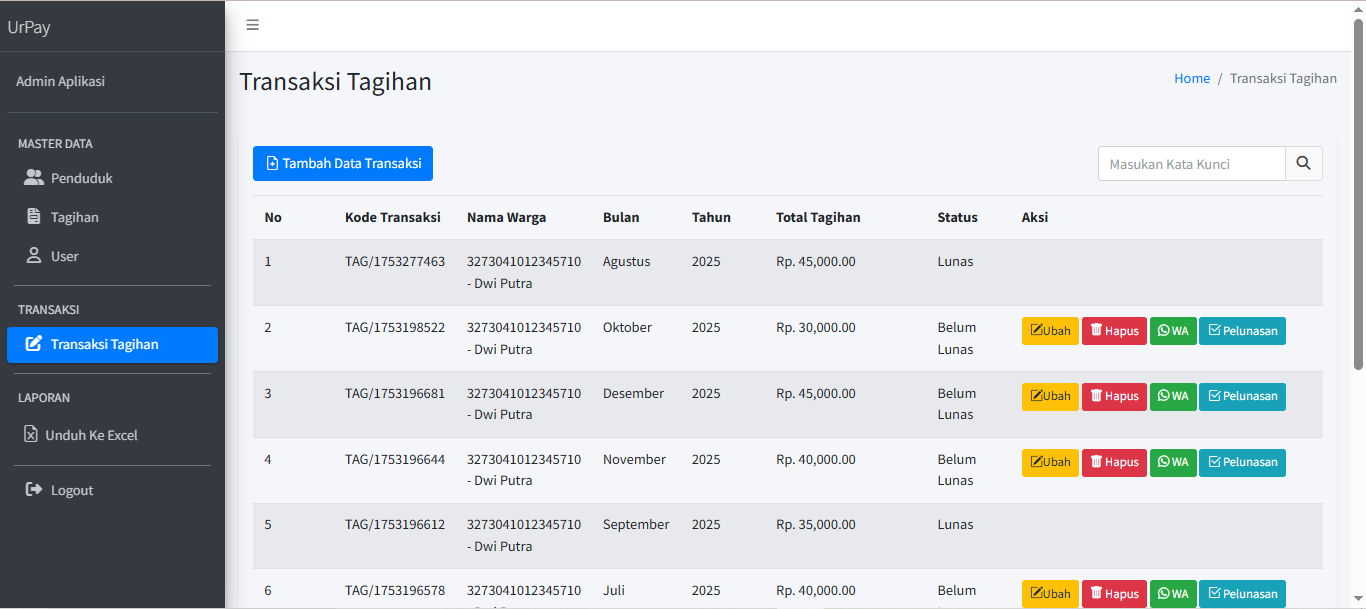 UrPay
Admin Aplikasi
MASTER DATA
Penduduk
Tagihan
User
TRANSAKSI
Transaksi Tagihan
LAPORAN
Unduh Ke Excel
Logout
Transaksi Tagihan
Home / Transaksi Tagihan
Tambah Data Transaksi
Masukan Kata Kunci
No Kode Transaksi Nama Warga Bulan Tahun Total Tagihan Status Aksi
1 TAG/1753277463 3273041012345710 Agustus 2025 Rp. 45,000.00 Lunas
- Dwi Putra
2 TAG/1753198522 3273041012345710 Oktober 2025 Rp. 30,000.00 Belum Ubah Hapus WA Pelunasan
- Dwi Putra Lunas
3 TAG/1753196681 3273041012345710 Desember 2025 Rp. 45,000.00 Belum Ubah Hapus WA Pelunasan
- Dwi Putra Lunas
4 TAG/1753196644 3273041012345710 November 2025 Rp. 40,000.00 Belum Ubah Hapus WA Pelunasan
- Dwi Putra Lunas
5 TAG/1753196612 3273041012345710 September 2025 Rp. 35,000.00 Lunas
- Dwi Putra
6 TAG/1753196578 3273041012345710 Juli 2025 Rp. 40,000.00 Belum Ubah Hapus WA Pelunasan